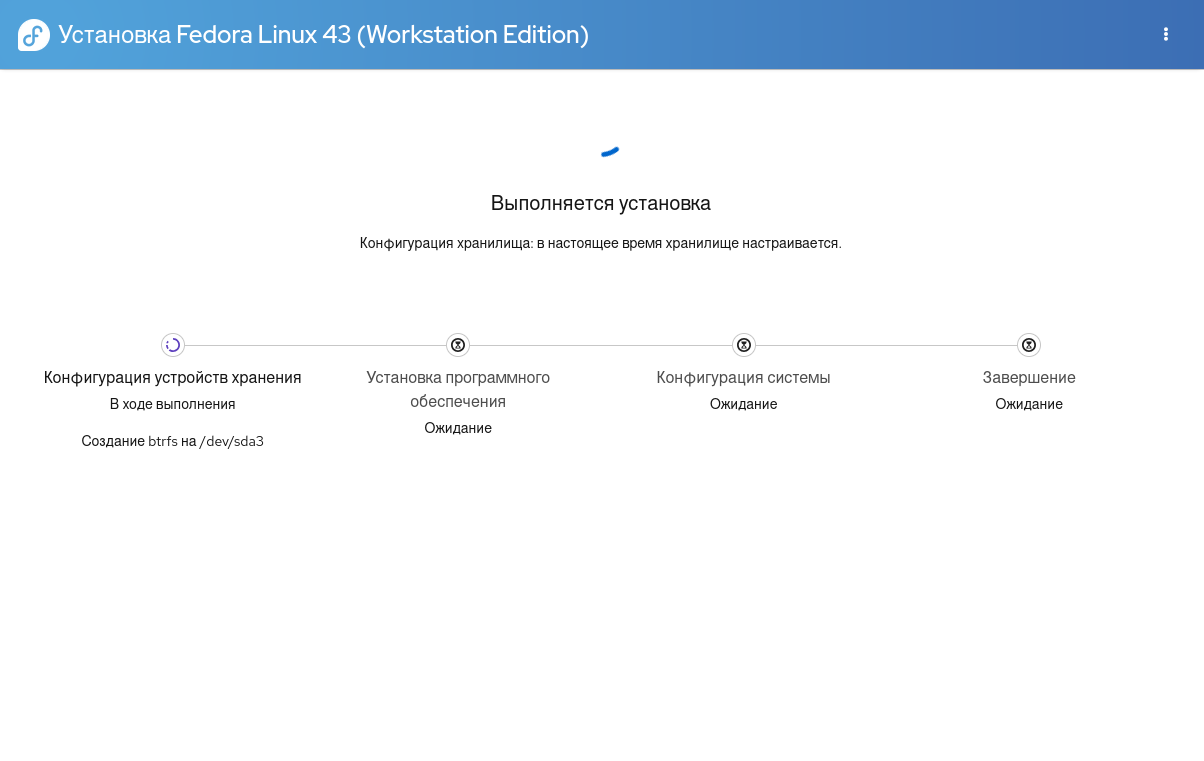 Установка Fedora Linux 43 (Workstation Edition)
Выполняется установка
Конфигурация хранилища: в настоящее время хранилище настраивается.
Конфигурация устройств хранения
В ходе выполнения
Создание btrfs на /dev/sda3
Установка программного
обеспечения
Ожидание
Конфигурация системы
Ожидание
Завершение
Ожидание